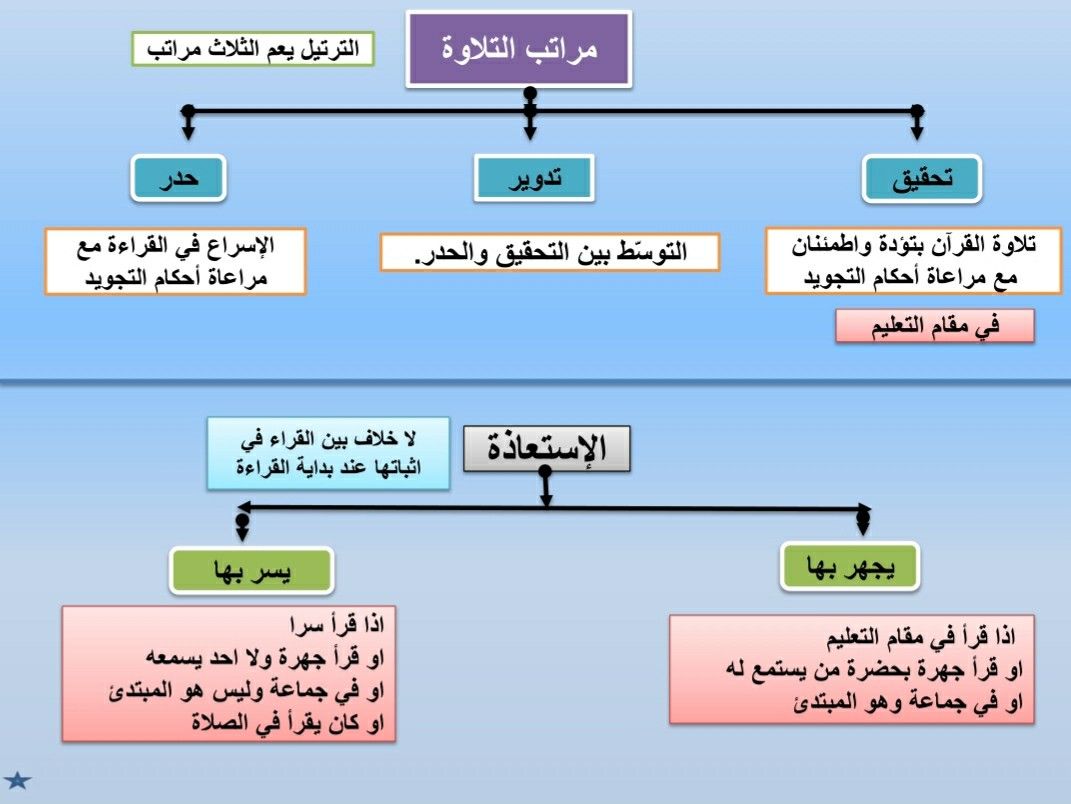 مراتب التلاوة
الترتيل يعم الثلاث مراتب
تحقيق
تدوير
حدر
تلاوة القرآن بتؤدة واطمئنان
مع مراعاة أحكام التجويد
في مقام التعليم
التوسّط بين التحقيق والحدر.
الإسراع في القراءة مع
مراعاة أحكام التجويد
الإستعاذة
لا خلاف بين القراء في
اثباتها عند بداية القراءة
يجهر بها
اذا قرأ في مقام التعليم
او قرأ جهرة بحضرة من يستمع له
او في جماعة وهو المبتدئ
يسر بها
اذا قرأ سرا
او قرأ جهرة ولا احد يسمعه
او في جماعة وليس هو المبتدئ
او كان يقرأ في الصلاة